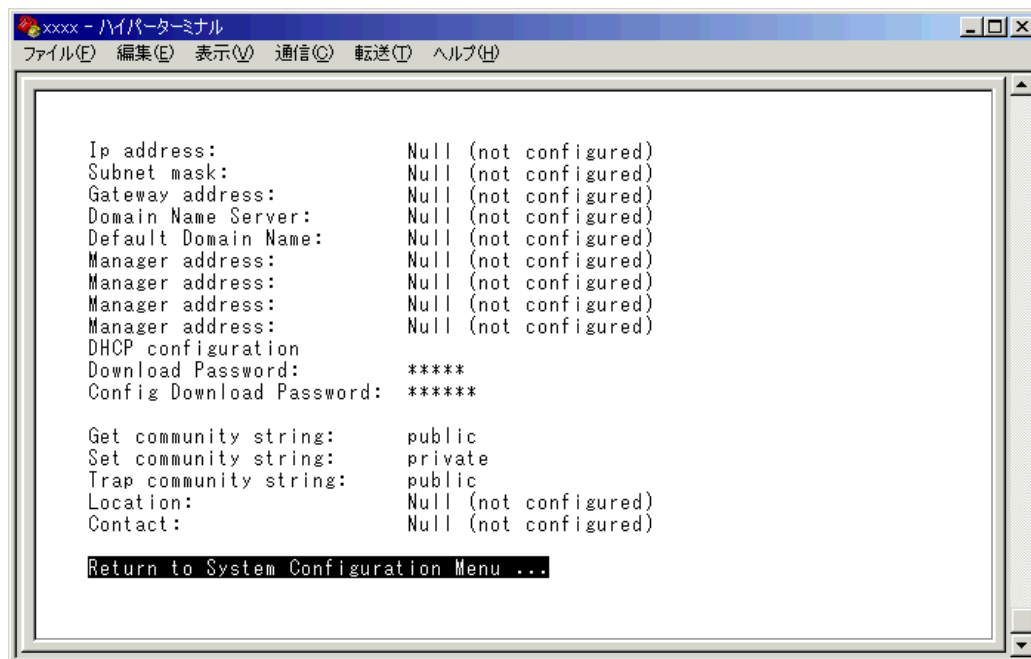 xxxx - ハイパーターミナル
ファイル(F) 編集(E) 表示(V) 通信(C) 転送(T) ヘルプ(H)
Ip address: Null (not configured)
Subnet mask: Null (not configured)
Gateway address: Null (not configured)
Domain Name Server: Null (not configured)
Default Domain Name: Null (not configured)
Manager address: Null (not configured)
Manager address: Null (not configured)
Manager address: Null (not configured)
Manager address: Null (not configured)
DHCP configuration
Download Password: *****
Config Download Password: ******
Get community string: public
Set community string: private
Trap community string: public
Location: Null (not configured)
Contact: Null (not configured)
Return to System Configuration Menu ...